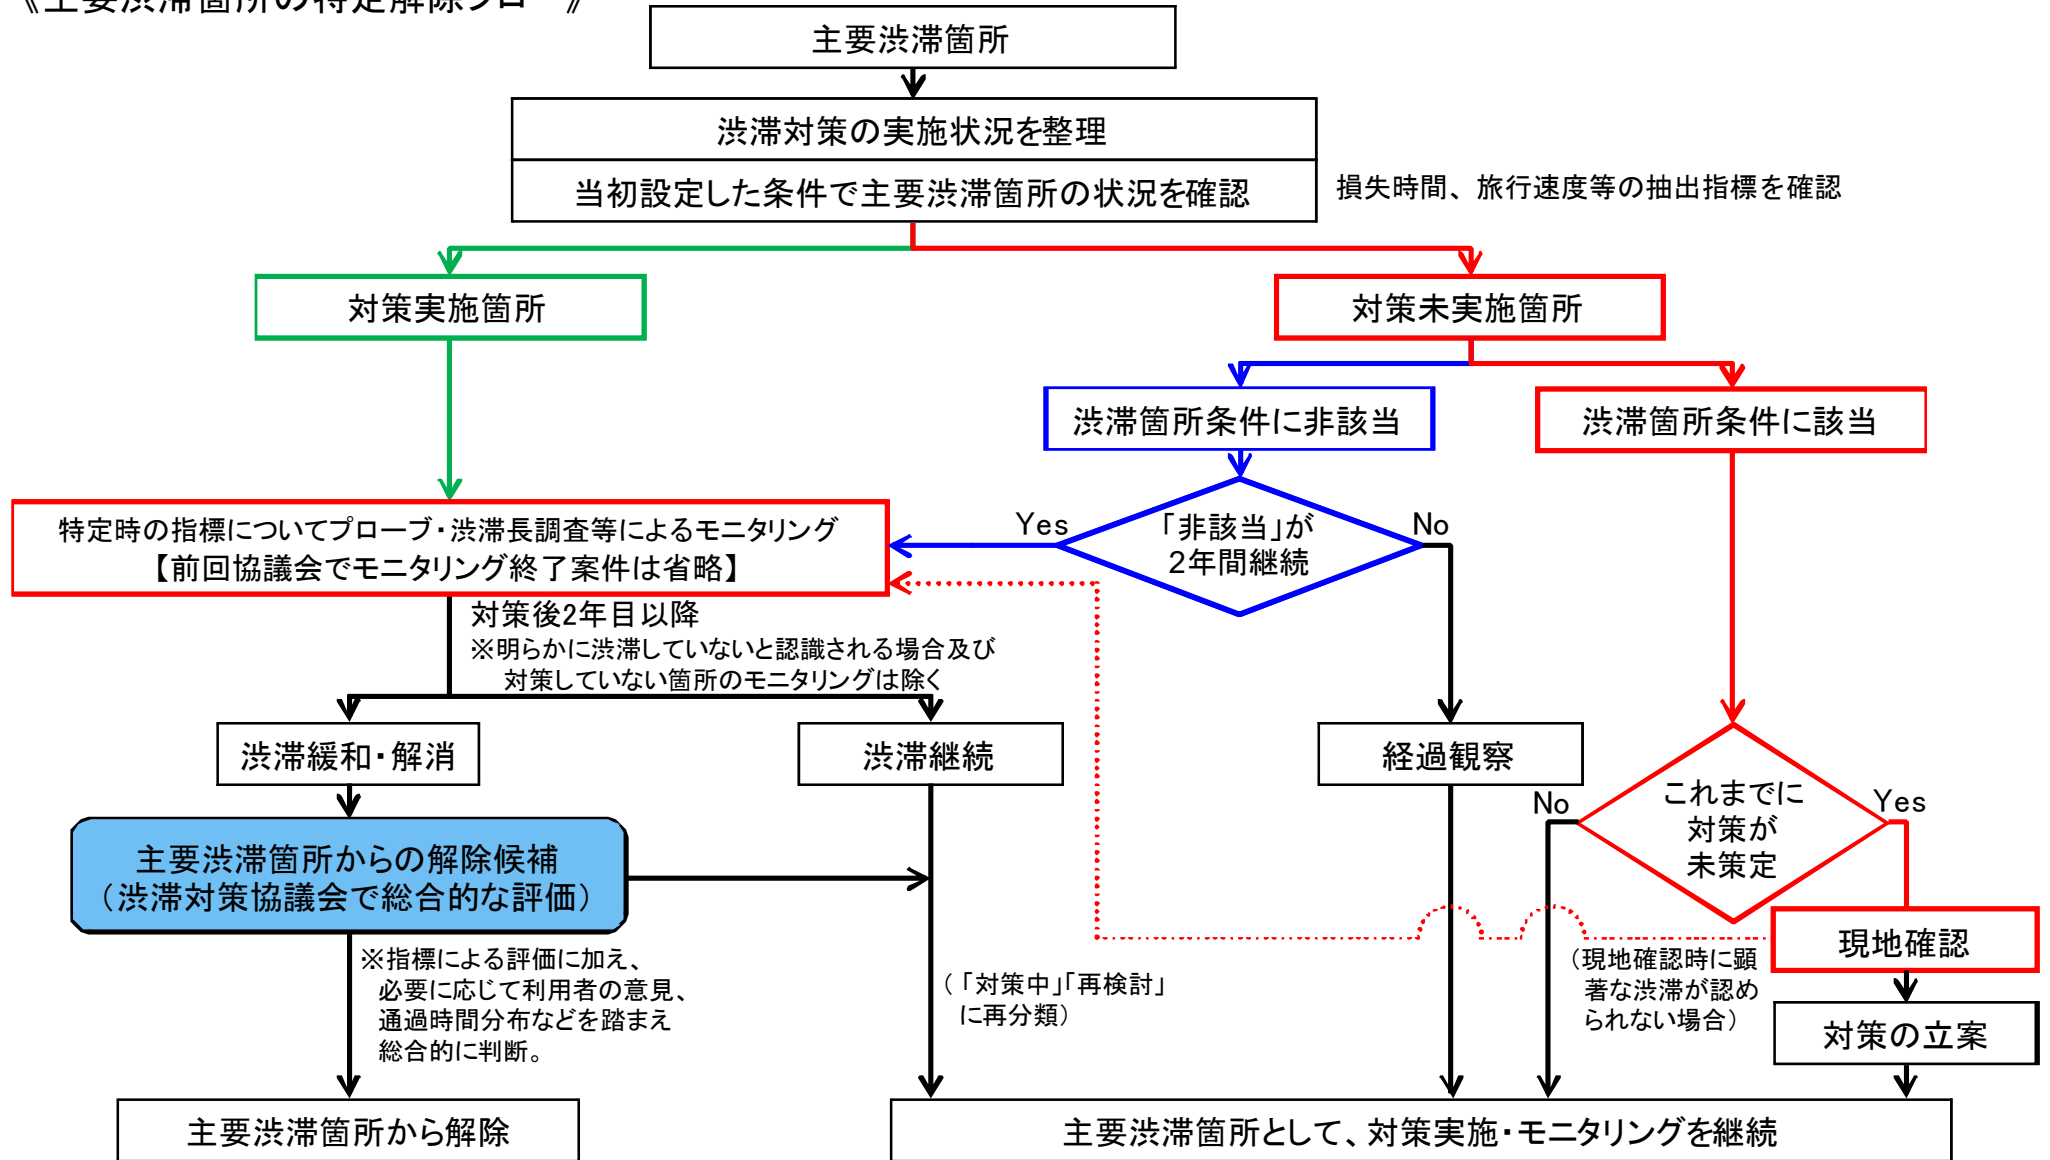 《主要渋滞箇所の特定解除フロー》
主要渋滞箇所
渋滞対策の実施状況を整理
当初設定した条件で主要渋滞箇所の状況を確認
損失時間、旅行速度等の抽出指標を確認
対策実施箇所
対策未実施箇所
渋滞箇所条件に非該当
渋滞箇所条件に該当
特定時の指標についてプローブ・渋滞長調査等によるモニタリング
【前回協議会でモニタリング終了案件は省略】
Yes
「非該当」が
2年間継続
No
対策後2年目以降
※明らかに渋滞していないと認識される場合及び
対策していない箇所のモニタリングは除く
渋滞緩和・解消
渋滞継続
経過観察
No
これまでに
対策が
未策定
Yes
主要渋滞箇所からの解除候補
（渋滞対策協議会で総合的な評価）
現地確認
※指標による評価に加え、
必要に応じて利用者の意見、
通過時間分布などを踏まえ
総合的に判断。
（「対策中」「再検討」
に再分類）
（現地確認時に顕
著な渋滞が認め
られない場合）
対策の立案
主要渋滞箇所から解除
主要渋滞箇所として、対策実施・モニタリングを継続